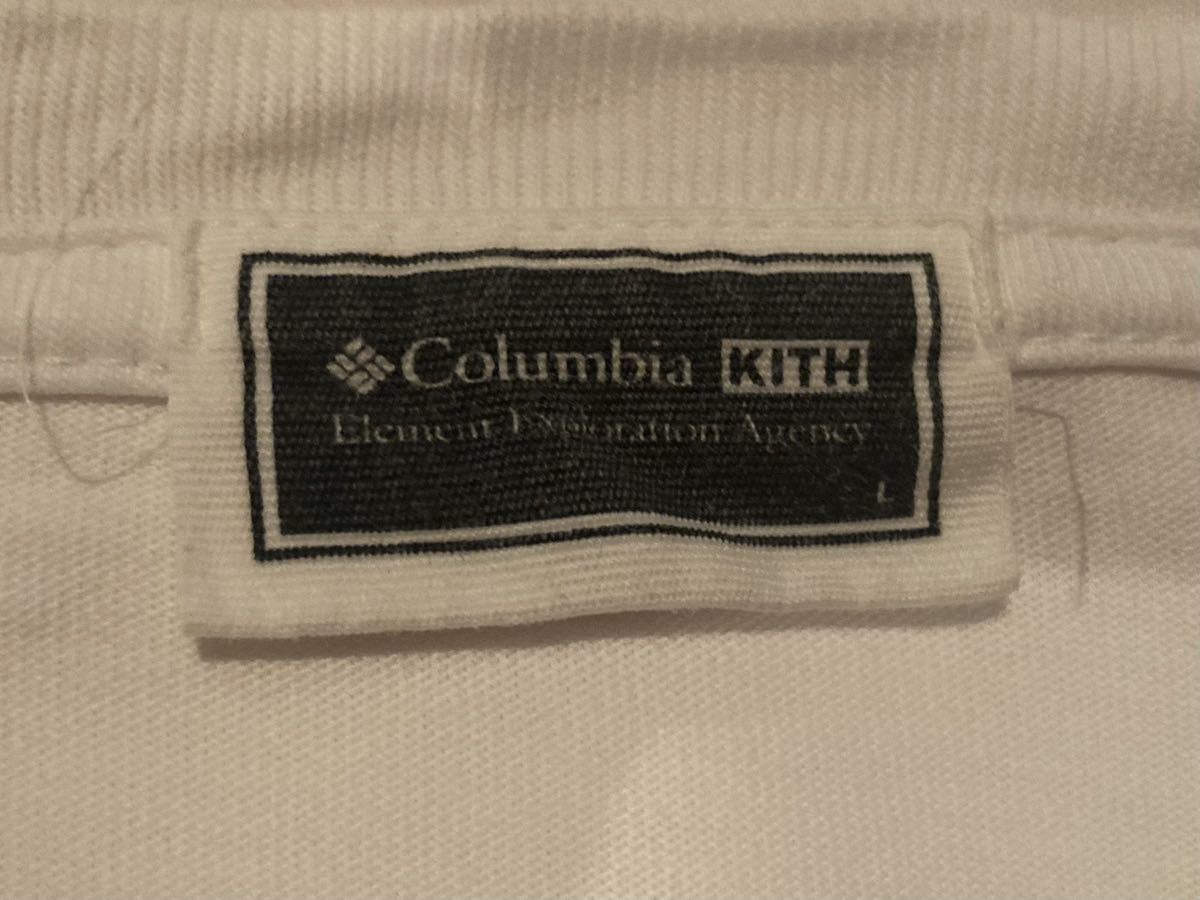 Columbia KITH
Element Exploration Agency
L